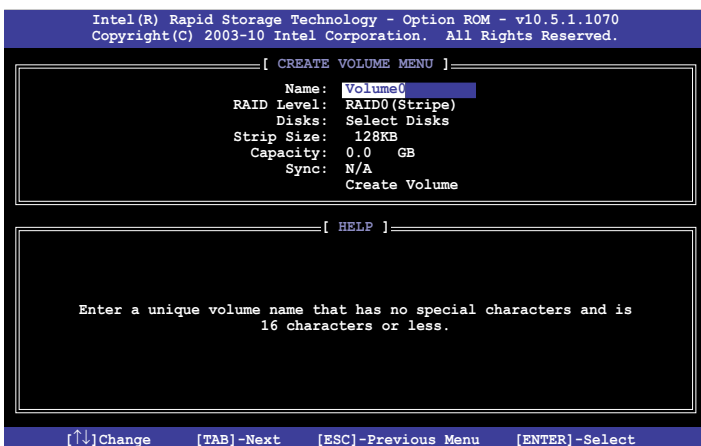 Intel(R) Rapid Storage Technology - Option ROM - v10.5.1.1070
Copyright(C) 2003-10 Intel Corporation.  All Rights Reserved.
[ CREATE VOLUME MENU ]
Name: Volume0
RAID Level: RAID0(Stripe)
Disks: Select Disks
Strip Size: 128KB
Capacity: 0.0 GB
Sync: N/A
Create Volume
[ HELP ]
Enter a unique volume name that has no special characters and is
16 characters or less.
[↑↓]Change [TAB]-Next [ESC]-Previous Menu [ENTER]-Select